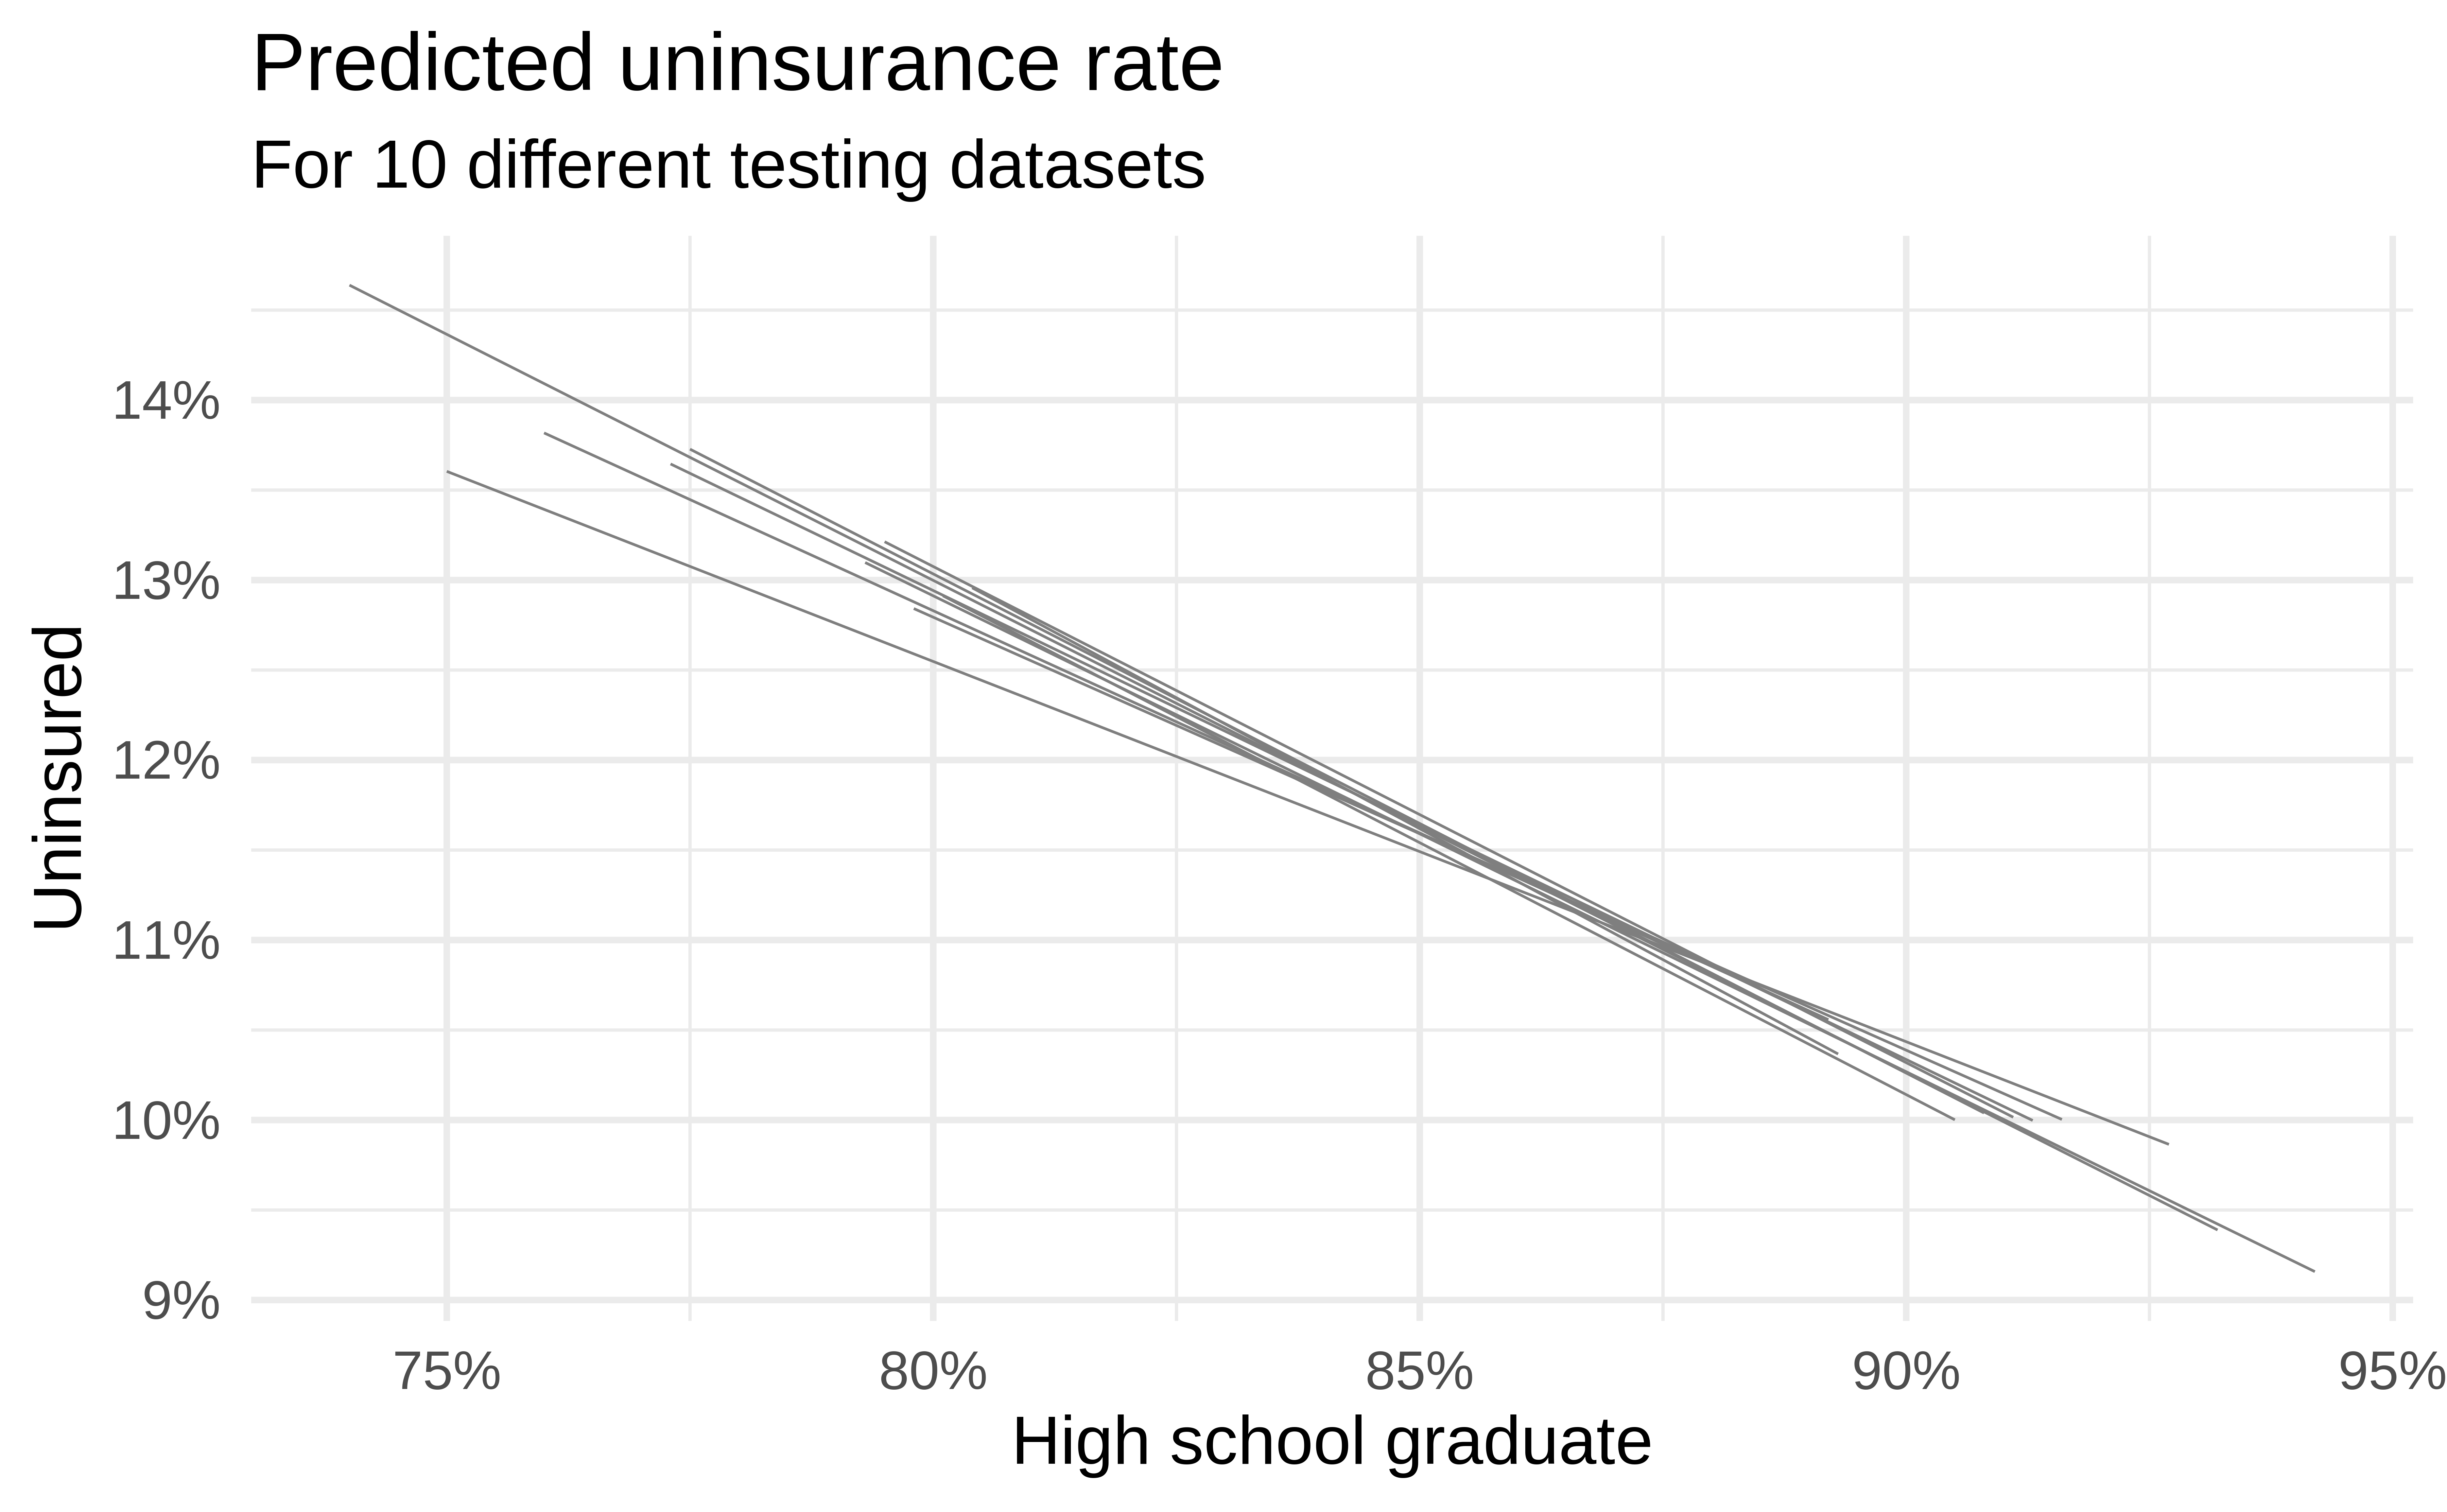 Predicted uninsurance rate
For 10 different testing datasets
Uninsured
14%
13%
12%
11%
10%
9%
75% 80% 85% 90% 95%
High school graduate